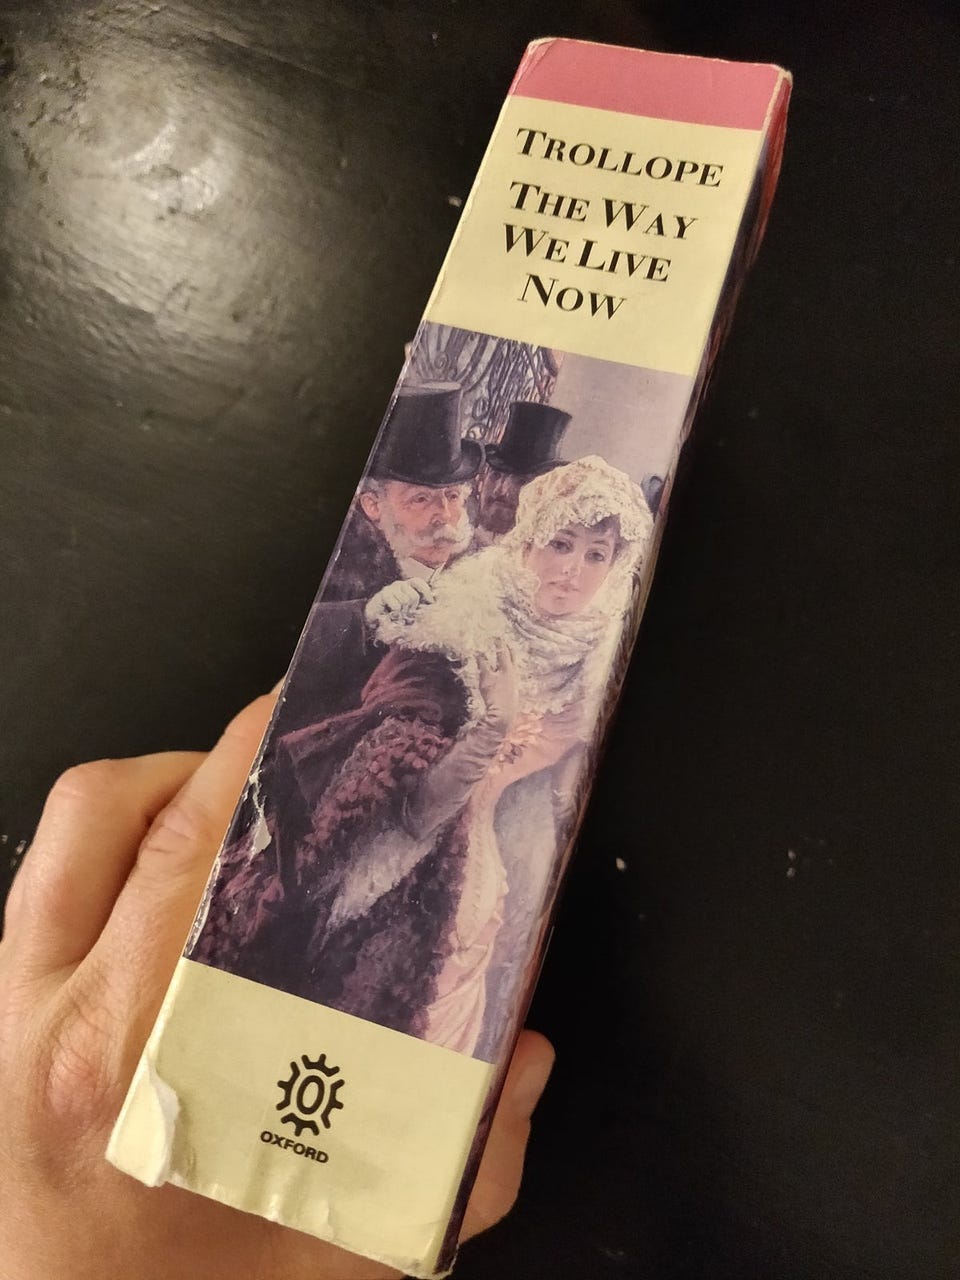 TROLLOPE
THE WAY
WE LIVE
NOW
O
OXFORD